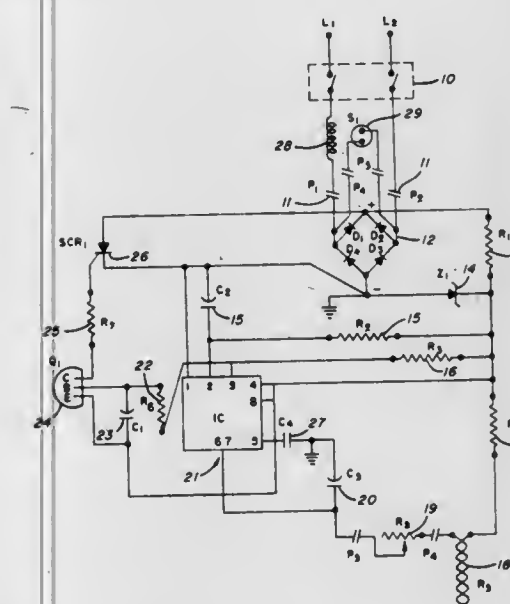 L1 L2
10
S1 29
28
P3
11 P1 P4 P2 11
+
SCR1 26 D1 D2 12 R1
D4 D3
C2 - Z1 14
15
25 R7 R2 15
Q1 22 R3 16
24 C E R6 1 2 3 4
23 C1 IC 8
C4 27
6 7 5
21 C3
20
R8 19
P3 P4
18
R9